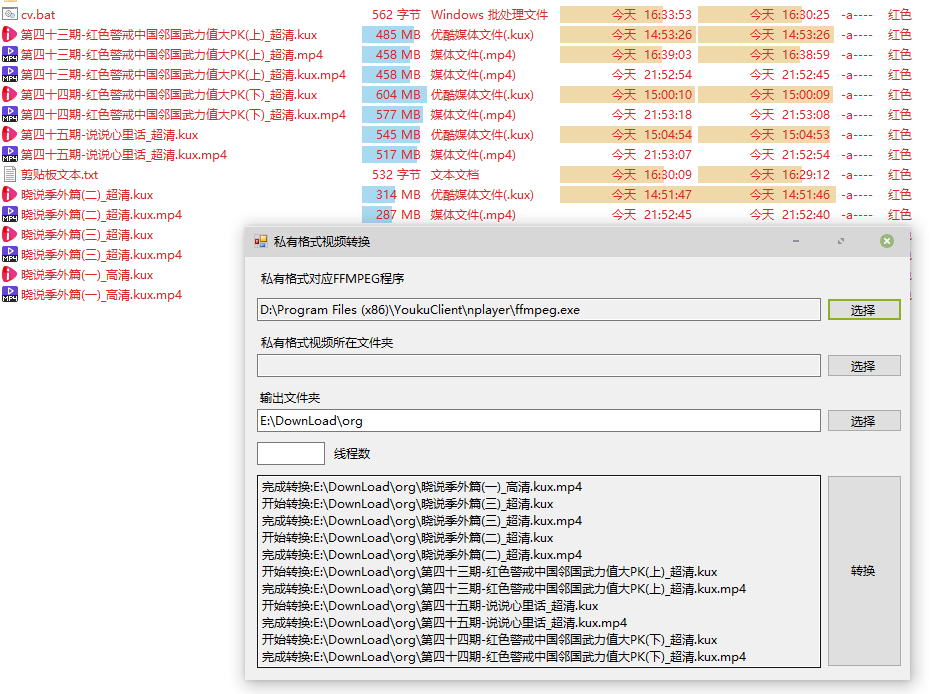 cv.bat 562 字节 Windows 批处理文件 今天 16:33:53 今天 16:30:25 -a---- 红色
第四十三期-红色警戒中国邻国武力值大PK(上)_超清.kux 485 MB 优酷媒体文件(.kux) 今天 14:53:26 今天 14:53:26 -a---- 红色
第四十三期-红色警戒中国邻国武力值大PK(上)_超清.mp4 458 MB 媒体文件(.mp4) 今天 16:39:03 今天 16:38:59 -a---- 红色
第四十三期-红色警戒中国邻国武力值大PK(上)_超清.kux.mp4 458 MB 媒体文件(.mp4) 今天 21:52:54 今天 21:52:45 -a---- 红色
第四十四期-红色警戒中国邻国武力值大PK(下)_超清.kux 604 MB 优酷媒体文件(.kux) 今天 15:00:10 今天 15:00:09 -a---- 红色
第四十四期-红色警戒中国邻国武力值大PK(下)_超清.kux.mp4 577 MB 媒体文件(.mp4) 今天 21:53:18 今天 21:53:08 -a---- 红色
第四十五期-说说心里话_超清.kux 545 MB 优酷媒体文件(.kux) 今天 15:04:54 今天 15:04:53 -a---- 红色
第四十五期-说说心里话_超清.kux.mp4 517 MB 媒体文件(.mp4) 今天 21:53:07 今天 21:52:54 -a---- 红色
剪贴板文本.txt 532 字节 文本文档 今天 16:30:09 今天 16:29:12 -a---- 红色
晓说季外篇(二)_超清.kux 314 MB 优酷媒体文件(.kux) 今天 14:51:47 今天 14:51:46 -a---- 红色
晓说季外篇(二)_超清.kux.mp4 287 MB 媒体文件(.mp4) 今天 21:52:45 今天 21:52:40 -a---- 红色
晓说季外篇(三)_超清.kux
晓说季外篇(三)_超清.kux.mp4
晓说季外篇(一)_高清.kux
晓说季外篇(一)_高清.kux.mp4
私有格式视频转换
私有格式对应FFMPEG程序
D:\Program Files (x86)\YoukuClient\nplayer\ffmpeg.exe 选择
私有格式视频所在文件夹
选择
输出文件夹
E:\DownLoad\org 选择
线程数
完成转换:E:\DownLoad\org\晓说季外篇(一)_高清.kux.mp4
开始转换:E:\DownLoad\org\晓说季外篇(三)_超清.kux
完成转换:E:\DownLoad\org\晓说季外篇(三)_超清.kux.mp4
开始转换:E:\DownLoad\org\晓说季外篇(二)_超清.kux
完成转换:E:\DownLoad\org\晓说季外篇(二)_超清.kux.mp4
开始转换:E:\DownLoad\org\第四十三期-红色警戒中国邻国武力值大PK(上)_超清.kux
完成转换:E:\DownLoad\org\第四十三期-红色警戒中国邻国武力值大PK(上)_超清.kux.mp4
开始转换:E:\DownLoad\org\第四十五期-说说心里话_超清.kux
完成转换:E:\DownLoad\org\第四十五期-说说心里话_超清.kux.mp4
开始转换:E:\DownLoad\org\第四十四期-红色警戒中国邻国武力值大PK(下)_超清.kux
完成转换:E:\DownLoad\org\第四十四期-红色警戒中国邻国武力值大PK(下)_超清.kux.mp4
转换